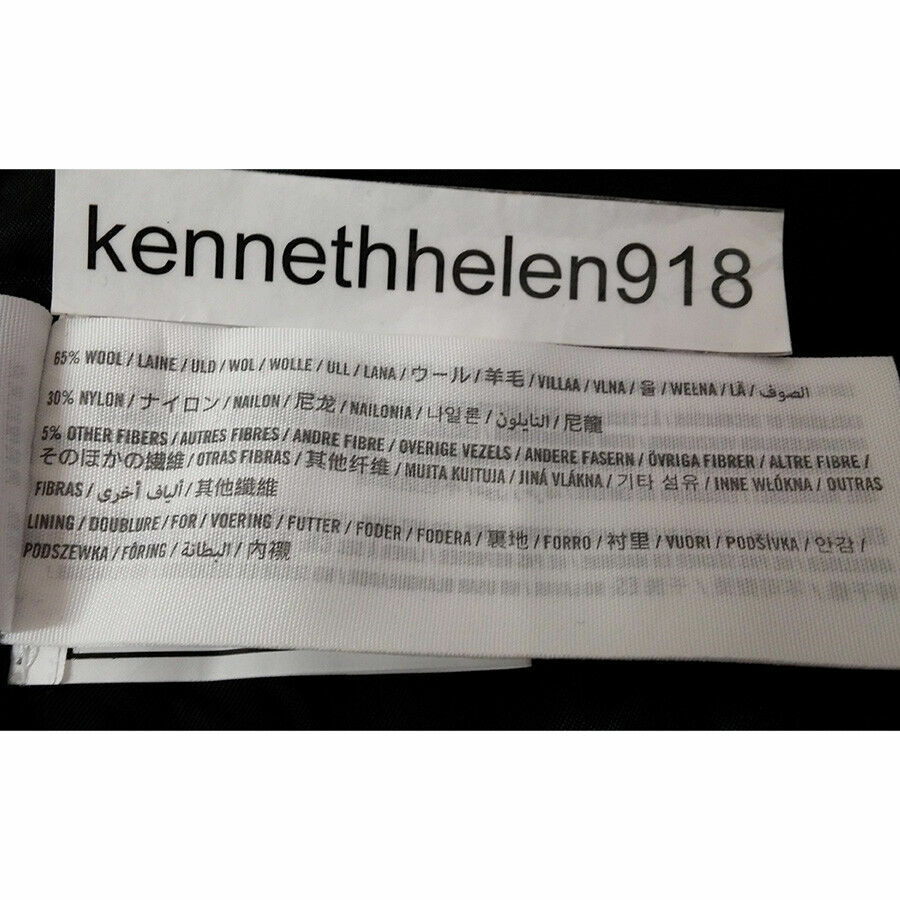 kennethhelen918
65% WOOL / LAINE / ULD / WOL / WOLLE / ULL / LANA / ウール / 羊毛 / VILLAA / VLNA / 울 / WEŁNA / LÃ / الصوف
30% NYLON / ナイロン / NAILON / 尼龙 / NAILONIA / 나일론 / النايلون / 尼龍
5% OTHER FIBERS / AUTRES FIBRES / ANDRE FIBRE / OVERIGE VEZELS / ANDERE FASERN / ÖVRIGA FIBRER / ALTRE FIBRE /
そのほかの繊維 / OTRAS FIBRAS / 其他纤维 / MUITA KUITUJA / JINÁ VLÁKNA / 기타 섬유 / INNE WŁÓKNA / OUTRAS
FIBRAS / ألياف أخرى / 其他纖維
LINING / DOUBLURE / FOR / VOERING / FUTTER / FODER / FODERA / 裏地 / FORRO / 衬里 / VUORI / PODŠÍVKA / 안감 /
PODSZEWKA / FÔRING / البطانة / 內襯